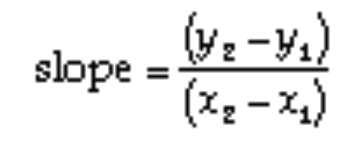 slope = (y₂ − y₁) / (x₂ − x₁)